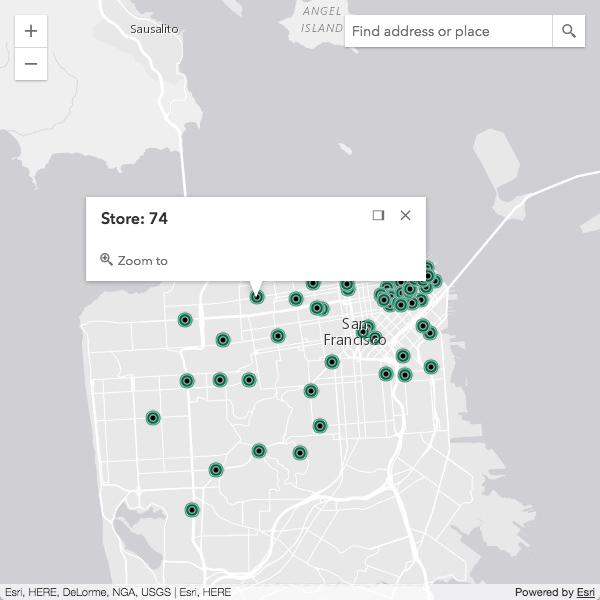 ANGEL
ISLAND
Sausalito
Find address or place
Store: 74
Zoom to
San
Francisco
Esri, HERE, DeLorme, NGA, USGS | Esri, HERE
Powered by Esri